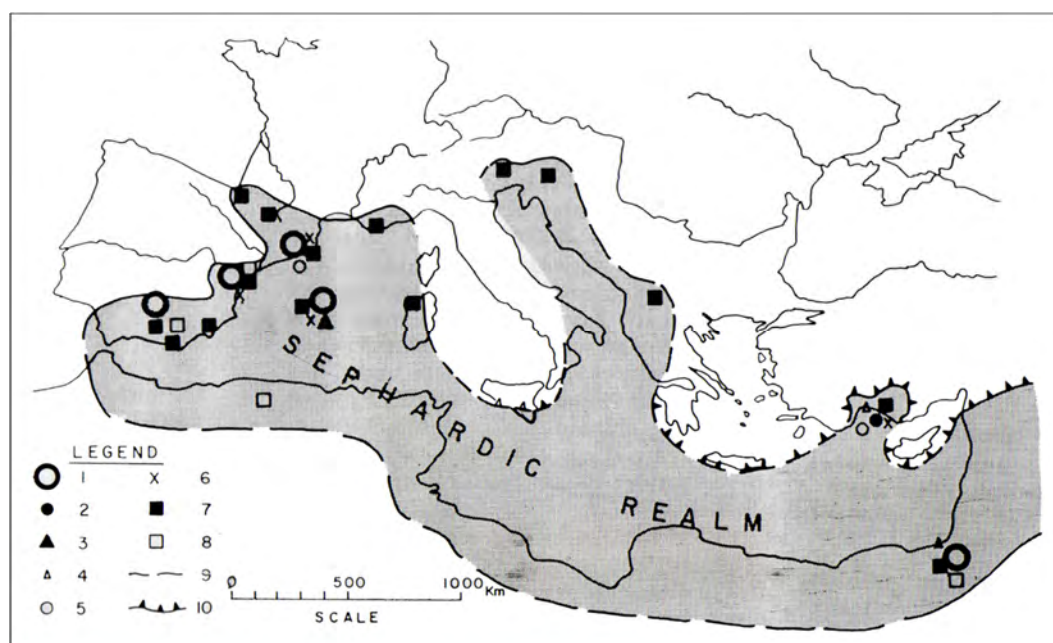 SEPHARDIC
REALM
LEGEND
1 x 6
2 7
3 8
4 9
5 10
0 500 1000 Km
SCALE